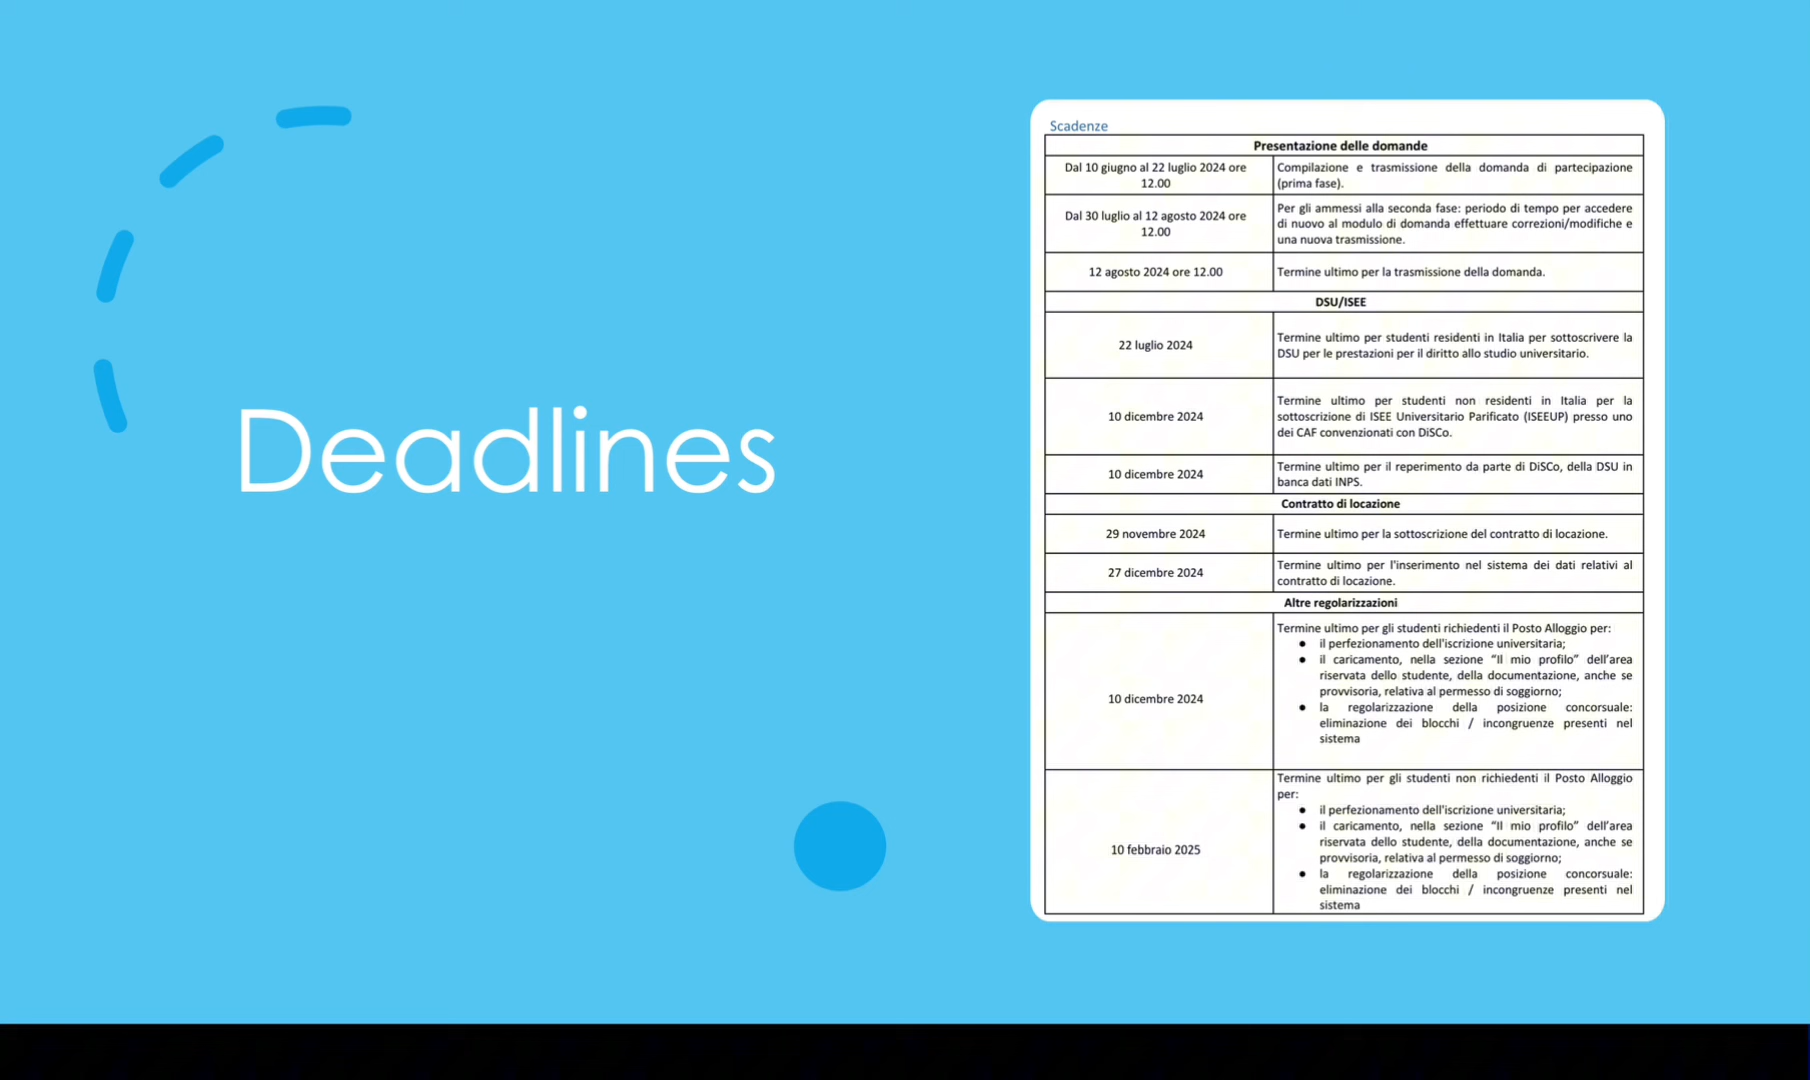 Deadlines
Scadenze
Presentazione delle domande
Dal 10 giugno al 22 luglio 2024 ore
12.00
Compilazione e trasmissione della domanda di partecipazione
(prima fase).
Dal 30 luglio al 12 agosto 2024 ore
12.00
Per gli ammessi alla seconda fase: periodo di tempo per accedere
di nuovo al modulo di domanda effettuare correzioni/modifiche e
una nuova trasmissione.
12 agosto 2024 ore 12.00
Termine ultimo per la trasmissione della domanda.
DSU/ISEE
22 luglio 2024
Termine ultimo per studenti residenti in Italia per sottoscrivere la
DSU per le prestazioni per il diritto allo studio universitario.
10 dicembre 2024
Termine ultimo per studenti non residenti in Italia per la
sottoscrizione di ISEE Universitario Parificato (ISEEUP) presso uno
dei CAF convenzionati con DiSCo.
10 dicembre 2024
Termine ultimo per il reperimento da parte di DiSCo, della DSU in
banca dati INPS.
Contratto di locazione
29 novembre 2024
Termine ultimo per la sottoscrizione del contratto di locazione.
27 dicembre 2024
Termine ultimo per l'inserimento nel sistema dei dati relativi al
contratto di locazione.
Altre regolarizzazioni
10 dicembre 2024
Termine ultimo per gli studenti richiedenti il Posto Alloggio per:
● il perfezionamento dell'iscrizione universitaria;
● il caricamento, nella sezione “Il mio profilo” dell’area
riservata dello studente, della documentazione, anche se
provvisoria, relativa al permesso di soggiorno;
● la regolarizzazione della posizione concorsuale:
eliminazione dei blocchi / incongruenze presenti nel
sistema
10 febbraio 2025
Termine ultimo per gli studenti non richiedenti il Posto Alloggio
per:
● il perfezionamento dell'iscrizione universitaria;
● il caricamento, nella sezione “Il mio profilo” dell’area
riservata dello studente, della documentazione, anche se
provvisoria, relativa al permesso di soggiorno;
● la regolarizzazione della posizione concorsuale:
eliminazione dei blocchi / incongruenze presenti nel
sistema